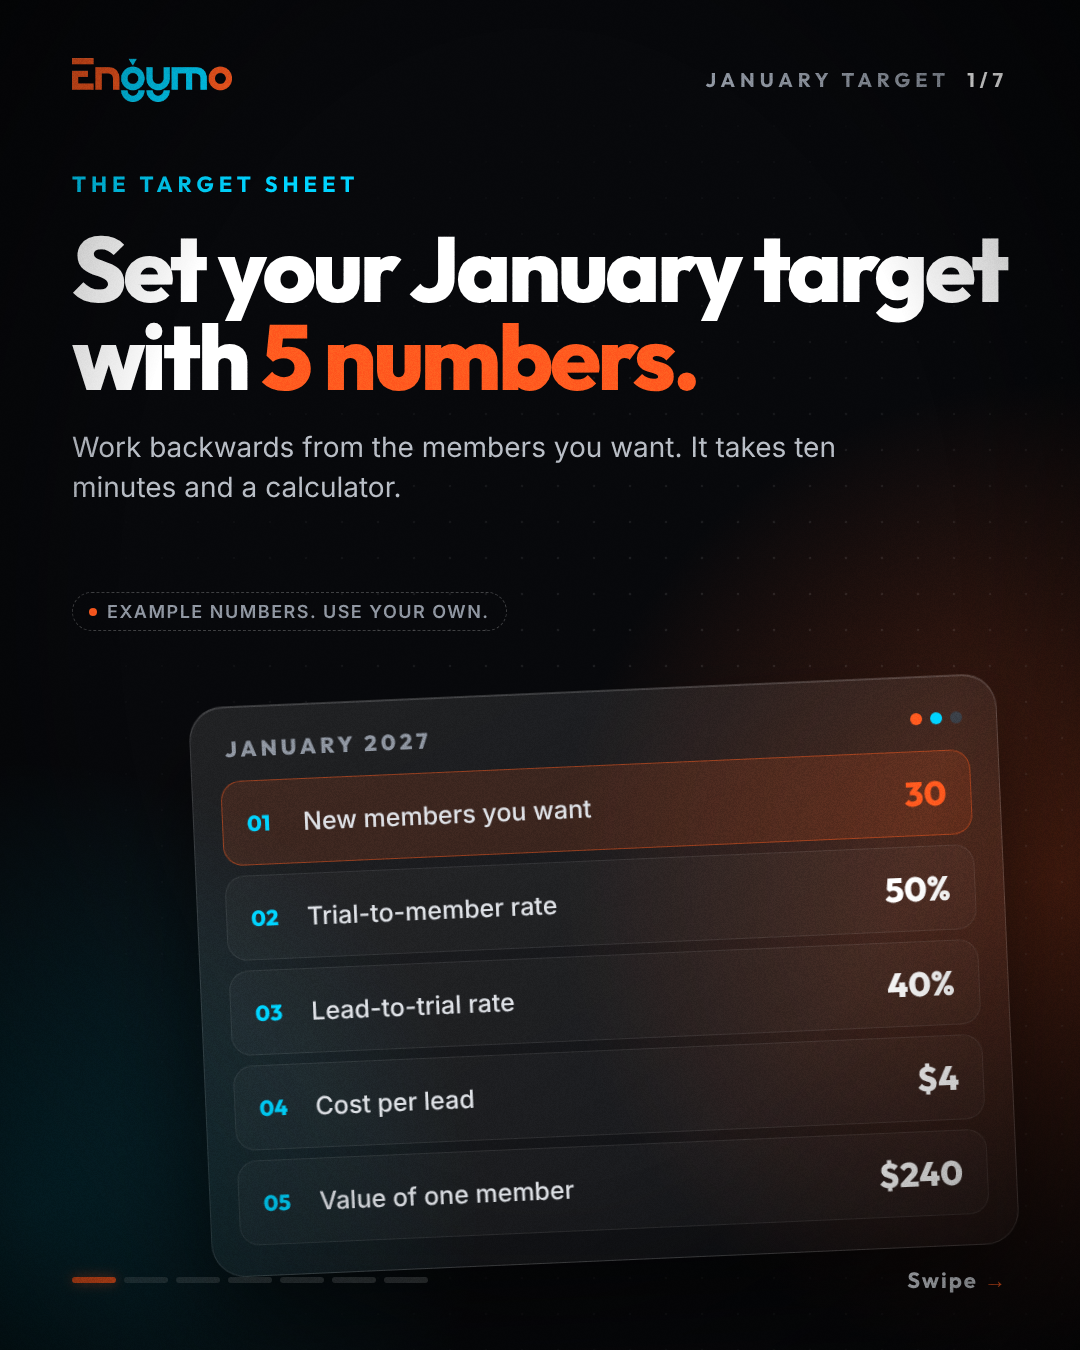 Engymo
JANUARY TARGET 1/7
THE TARGET SHEET
Set your January target
with 5 numbers.
Work backwards from the members you want. It takes ten
minutes and a calculator.
EXAMPLE NUMBERS. USE YOUR OWN.
JANUARY 2027
01 New members you want 30
02 Trial-to-member rate 50%
03 Lead-to-trial rate 40%
04 Cost per lead $4
05 Value of one member $240
Swipe →